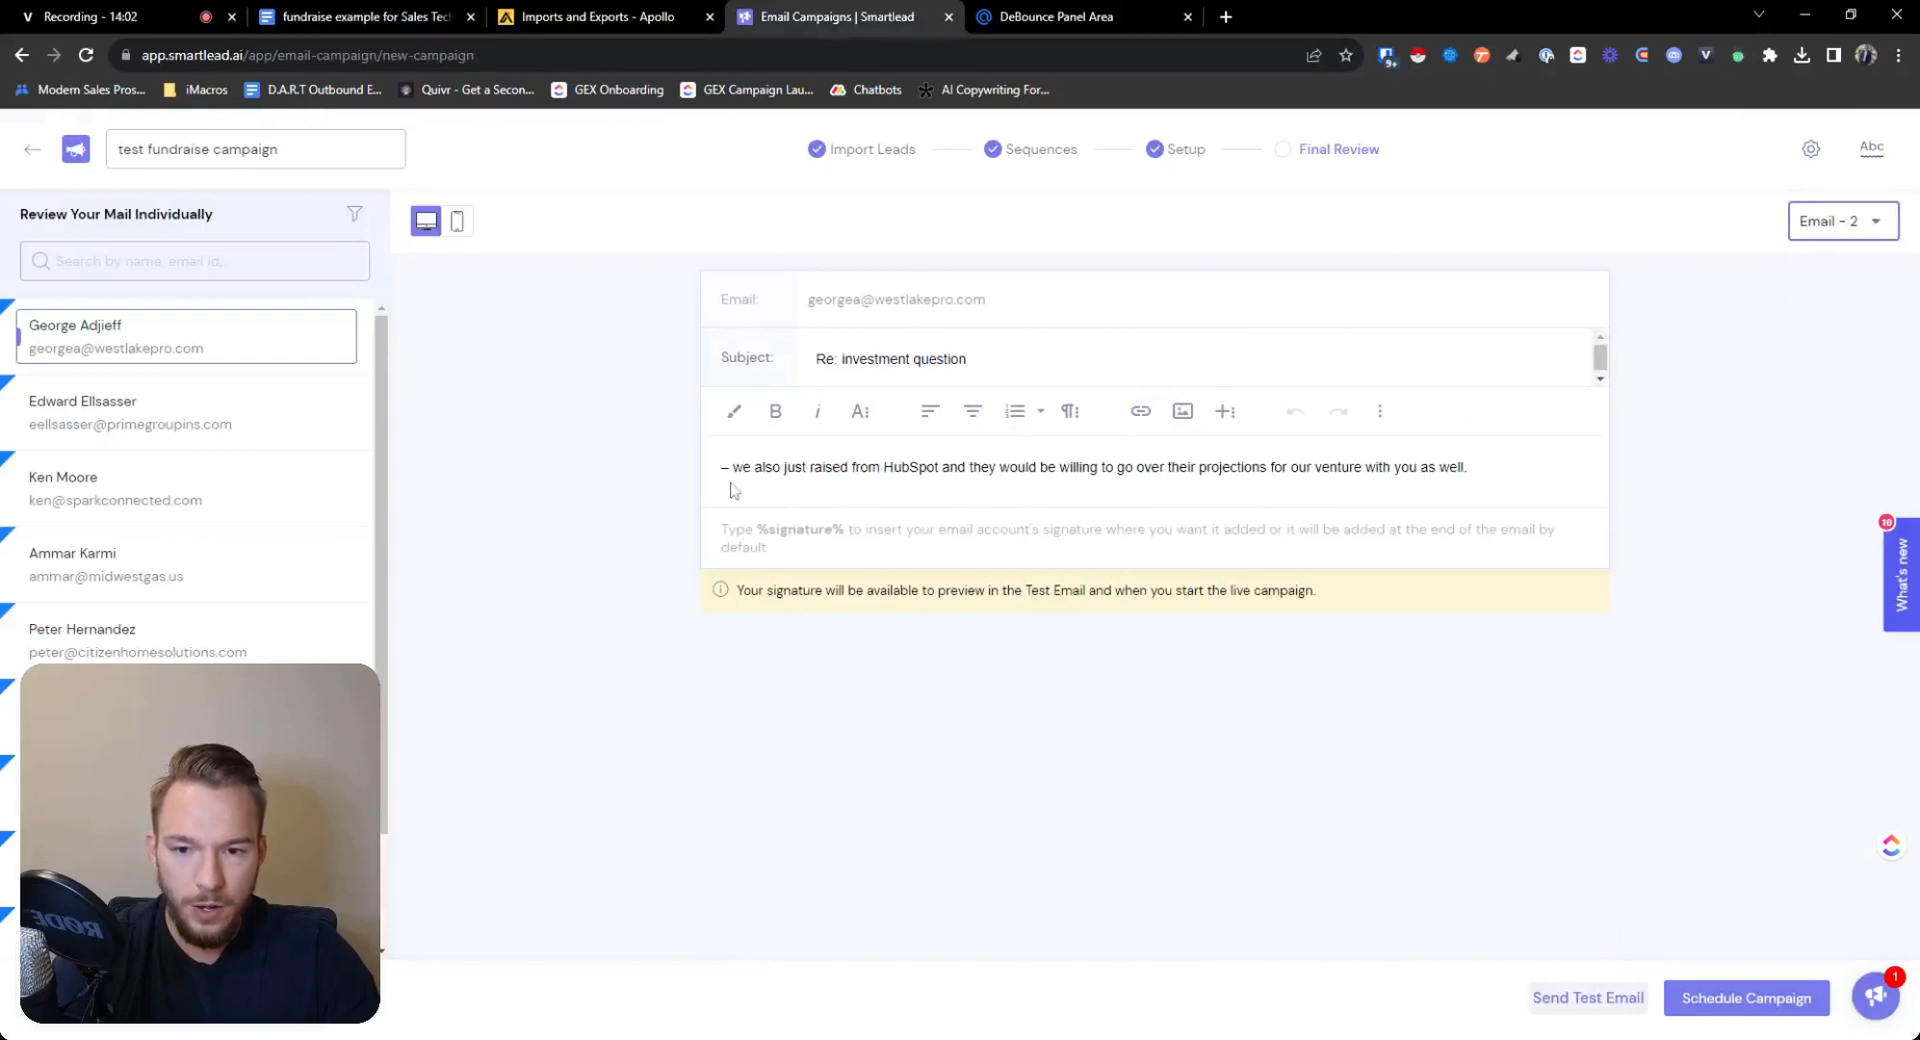 Recording - 14:02
fundraise example for Sales Tech
Imports and Exports - Apollo
Email Campaigns | Smartlead
DeBounce Panel Area
app.smartlead.ai/app/email-campaign/new-campaign
9+
Modern Sales Pros...
iMacros
D.A.R.T Outbound E...
Quivr - Get a Secon...
GEX Onboarding
GEX Campaign Lau...
Chatbots
AI Copywriting For...
test fundraise campaign
Import Leads
Sequences
Setup
Final Review
Abc
Review Your Mail Individually
Search by name, email id,
George Adjieff
georgea@westlakepro.com
Edward Ellsasser
eellsasser@primegroupins.com
Ken Moore
ken@sparkconnected.com
Ammar Karmi
ammar@midwestgas.us
Peter Hernandez
peter@citizenhomesolutions.com
Email - 2
Email: georgea@westlakepro.com
Subject: Re: investment question
– we also just raised from HubSpot and they would be willing to go over their projections for our venture with you as well.
Type %signature% to insert your email account's signature where you want it added or it will be added at the end of the email by
default
Your signature will be available to preview in the Test Email and when you start the live campaign.
10
What's new
RØDE
Send Test Email
Schedule Campaign
1